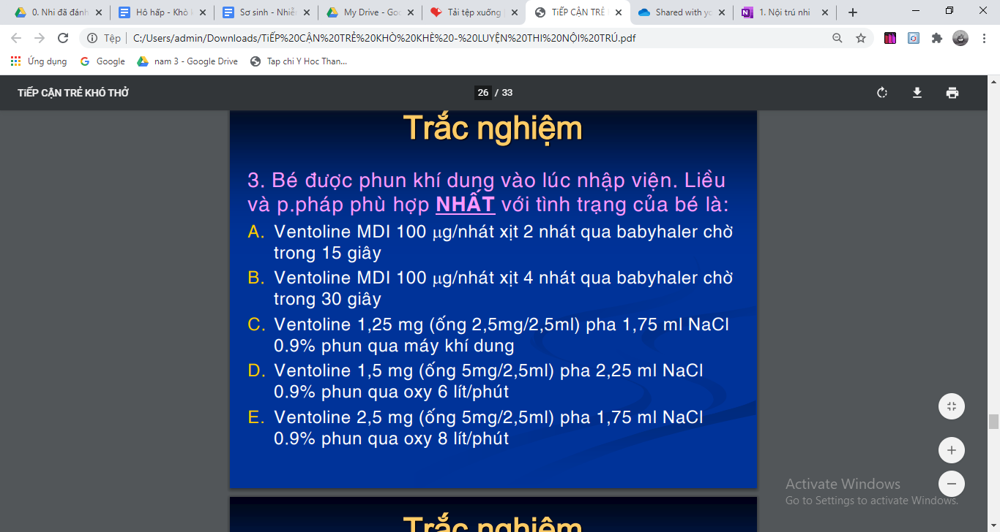 0. Nhi đã đánh
Hô hấp - Khò k
Sơ sinh - Nhiễn
My Drive - Goo
Tải tệp xuống
TiẾP CẬN TRẺ
Shared with yo
1. Nội trú nhi
Tệp | C:/Users/admin/Downloads/TiẾP%20CẬN%20TRẺ%20KHÒ%20KHÈ%20-%20LUYỆN%20THI%20NỘI%20TRÚ.pdf
Ứng dụng
Google
nam 3 - Google Drive
Tap chi Y Hoc Than...
TiẾP CẬN TRẺ KHÓ THỞ
26 / 33
Trắc nghiệm
3. Bé được phun khí dung vào lúc nhập viện. Liều
và p.pháp phù hợp NHẤT với tình trạng của bé là:
A. Ventoline MDI 100 µg/nhát xịt 2 nhát qua babyhaler chờ
trong 15 giây
B. Ventoline MDI 100 µg/nhát xịt 4 nhát qua babyhaler chờ
trong 30 giây
C. Ventoline 1,25 mg (ống 2,5mg/2,5ml) pha 1,75 ml NaCl
0.9% phun qua máy khí dung
D. Ventoline 1,5 mg (ống 5mg/2,5ml) pha 2,25 ml NaCl
0.9% phun qua oxy 6 lít/phút
E. Ventoline 2,5 mg (ống 5mg/2,5ml) pha 1,75 ml NaCl
0.9% phun qua oxy 8 lít/phút
Activate Windows
Go to Settings to activate Windows.
Trắc nghiệm